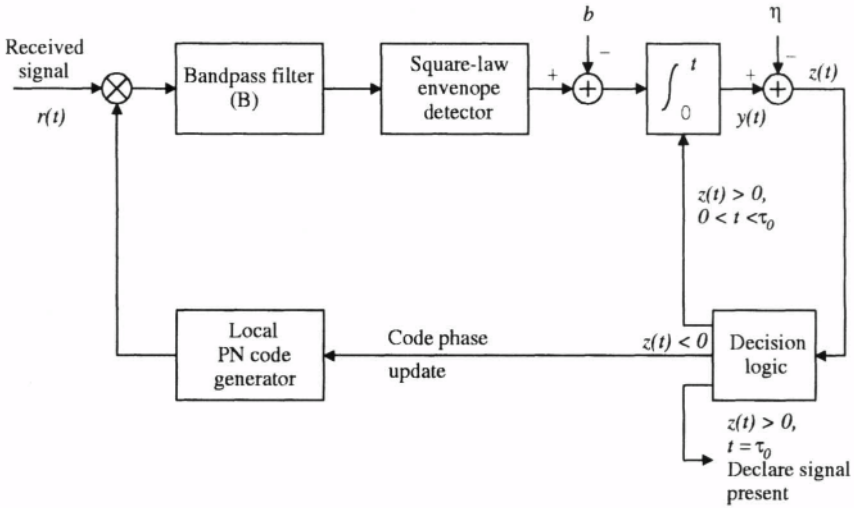 Received
signal
r(t)
Bandpass filter
(B)
Square-law
envenope
detector
+
b
−
+
∫ t 0
+
y(t)
η
−
+
z(t)
z(t) > 0,
0 < t < τ₀
Local
PN code
generator
Code phase
update
z(t) < 0
Decision
logic
z(t) > 0,
t = τ₀
Declare signal
present